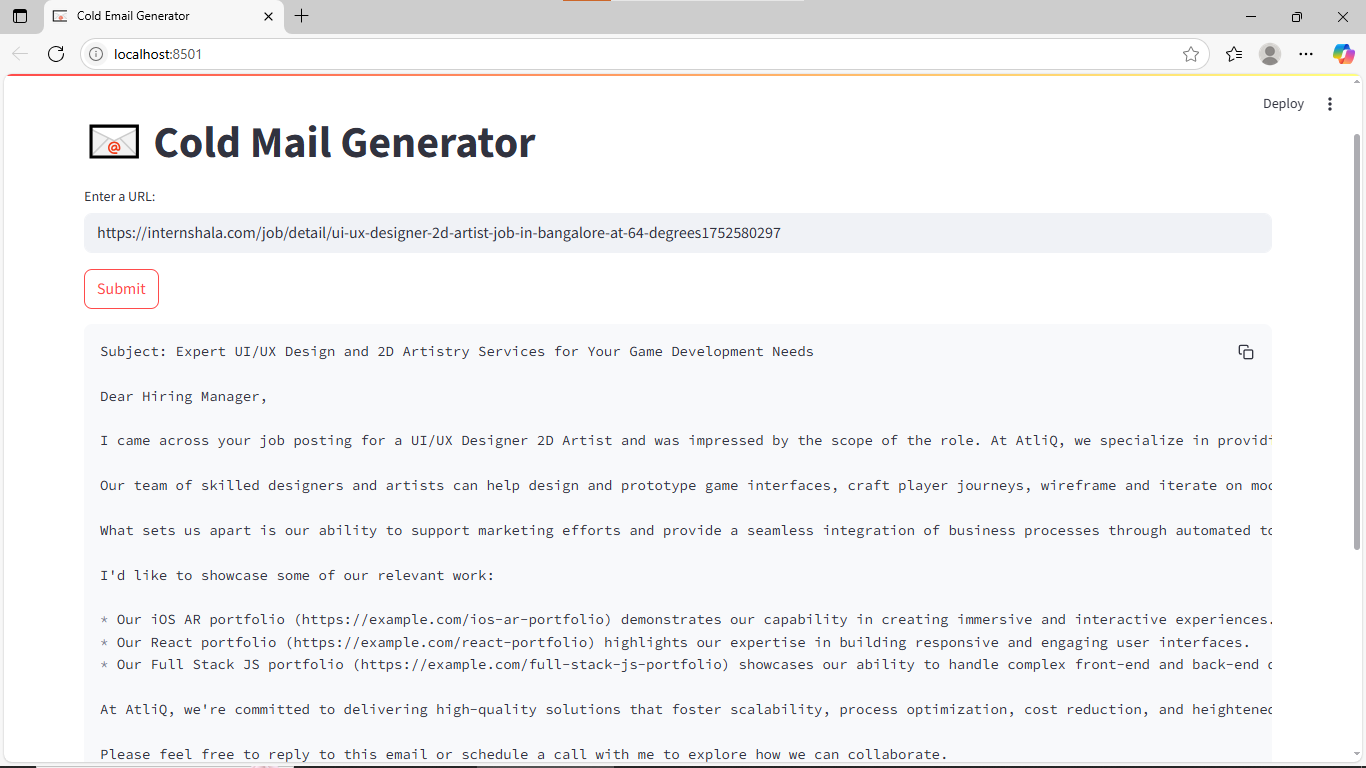 Cold Email Generator
localhost:8501
Deploy
Cold Mail Generator
Enter a URL:
https://internshala.com/job/detail/ui-ux-designer-2d-artist-job-in-bangalore-at-64-degrees1752580297
Submit
Subject: Expert UI/UX Design and 2D Artistry Services for Your Game Development Needs
Dear Hiring Manager,
I came across your job posting for a UI/UX Designer 2D Artist and was impressed by the scope of the role. At AtliQ, we specialize in
Our team of skilled designers and artists can help design and prototype game interfaces, craft player journeys, wireframe and iterate on
What sets us apart is our ability to support marketing efforts and provide a seamless integration of business processes through automated
I'd like to showcase some of our relevant work:
* Our iOS AR portfolio (https://example.com/ios-ar-portfolio) demonstrates our capability in creating immersive and interactive experiences.
* Our React portfolio (https://example.com/react-portfolio) highlights our expertise in building responsive and engaging user interfaces.
* Our Full Stack JS portfolio (https://example.com/full-stack-js-portfolio) showcases our ability to handle complex front-end and back-end
At AtliQ, we're committed to delivering high-quality solutions that foster scalability, process optimization, cost reduction, and heightened
Please feel free to reply to this email or schedule a call with me to explore how we can collaborate.